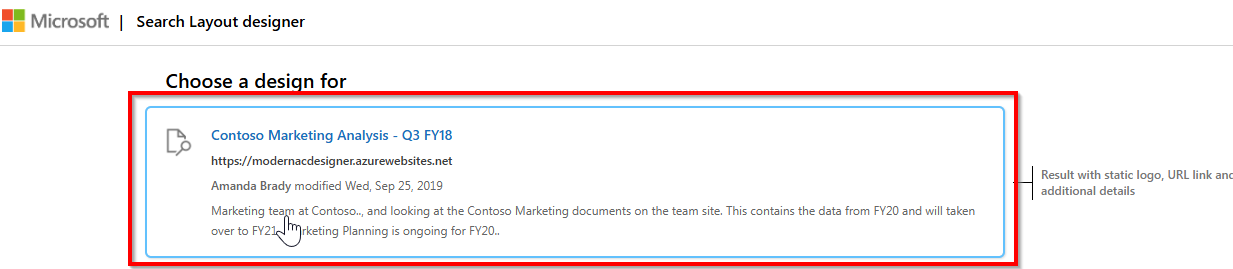 Microsoft | Search Layout designer
Choose a design for
Contoso Marketing Analysis - Q3 FY18
https://modernacdesigner.azurewebsites.net
Amanda Brady modified Wed, Sep 25, 2019
Marketing team at Contoso.., and looking at the Contoso Marketing documents on the team site. This contains the data from FY20 and will taken
over to FY21 Marketing Planning is ongoing for FY20..
Result with static logo, URL link and
additional details